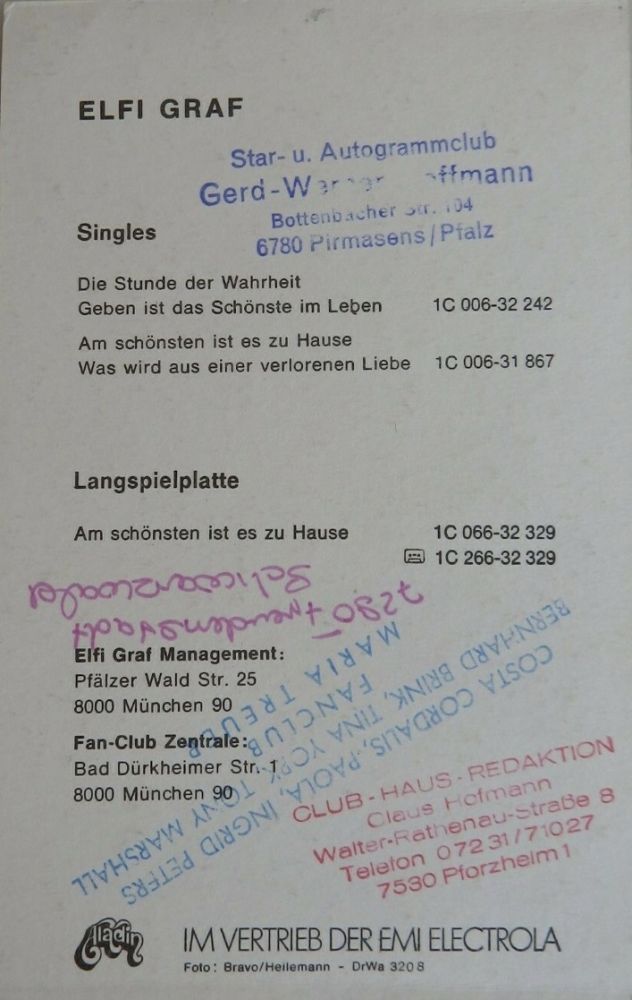 ELFI GRAF
Star- u. Autogrammclub
Gerd-W
Bottenbacher Str. 104
6780 Pirmasens/Pfalz
Singles
Die Stunde der Wahrheit
Geben ist das Schönste im Leben 1C 006-32 242
Am schönsten ist es zu Hause
Was wird aus einer verlorenen Liebe 1C 006-31 867
Langspielplatte
Am schönsten ist es zu Hause 1C 066-32 329
1C 266-32 329
7290 Freudenstadt
Elfi Graf Management:
Pfälzer Wald Str. 25
8000 München 90
Fan-Club Zentrale:
Bad Dürkheimer Str. 1
8000 München 90
MARIA TREUBR
FANCLUB
BERNHARD BRINK, TINA YORK, TONY MARSHALL
COSTA CORDALIS, PAOLA, INGRID PETERS
CLUB-HAUS-REDAKTION
Claus Hofmann
Walter-Rathenau-Straße 8
Telefon 07231/71027
7530 Pforzheim 1
Aladin
IM VERTRIEB DER EMI ELECTROLA
Foto: Bravo/Heilemann - DrWa 3208